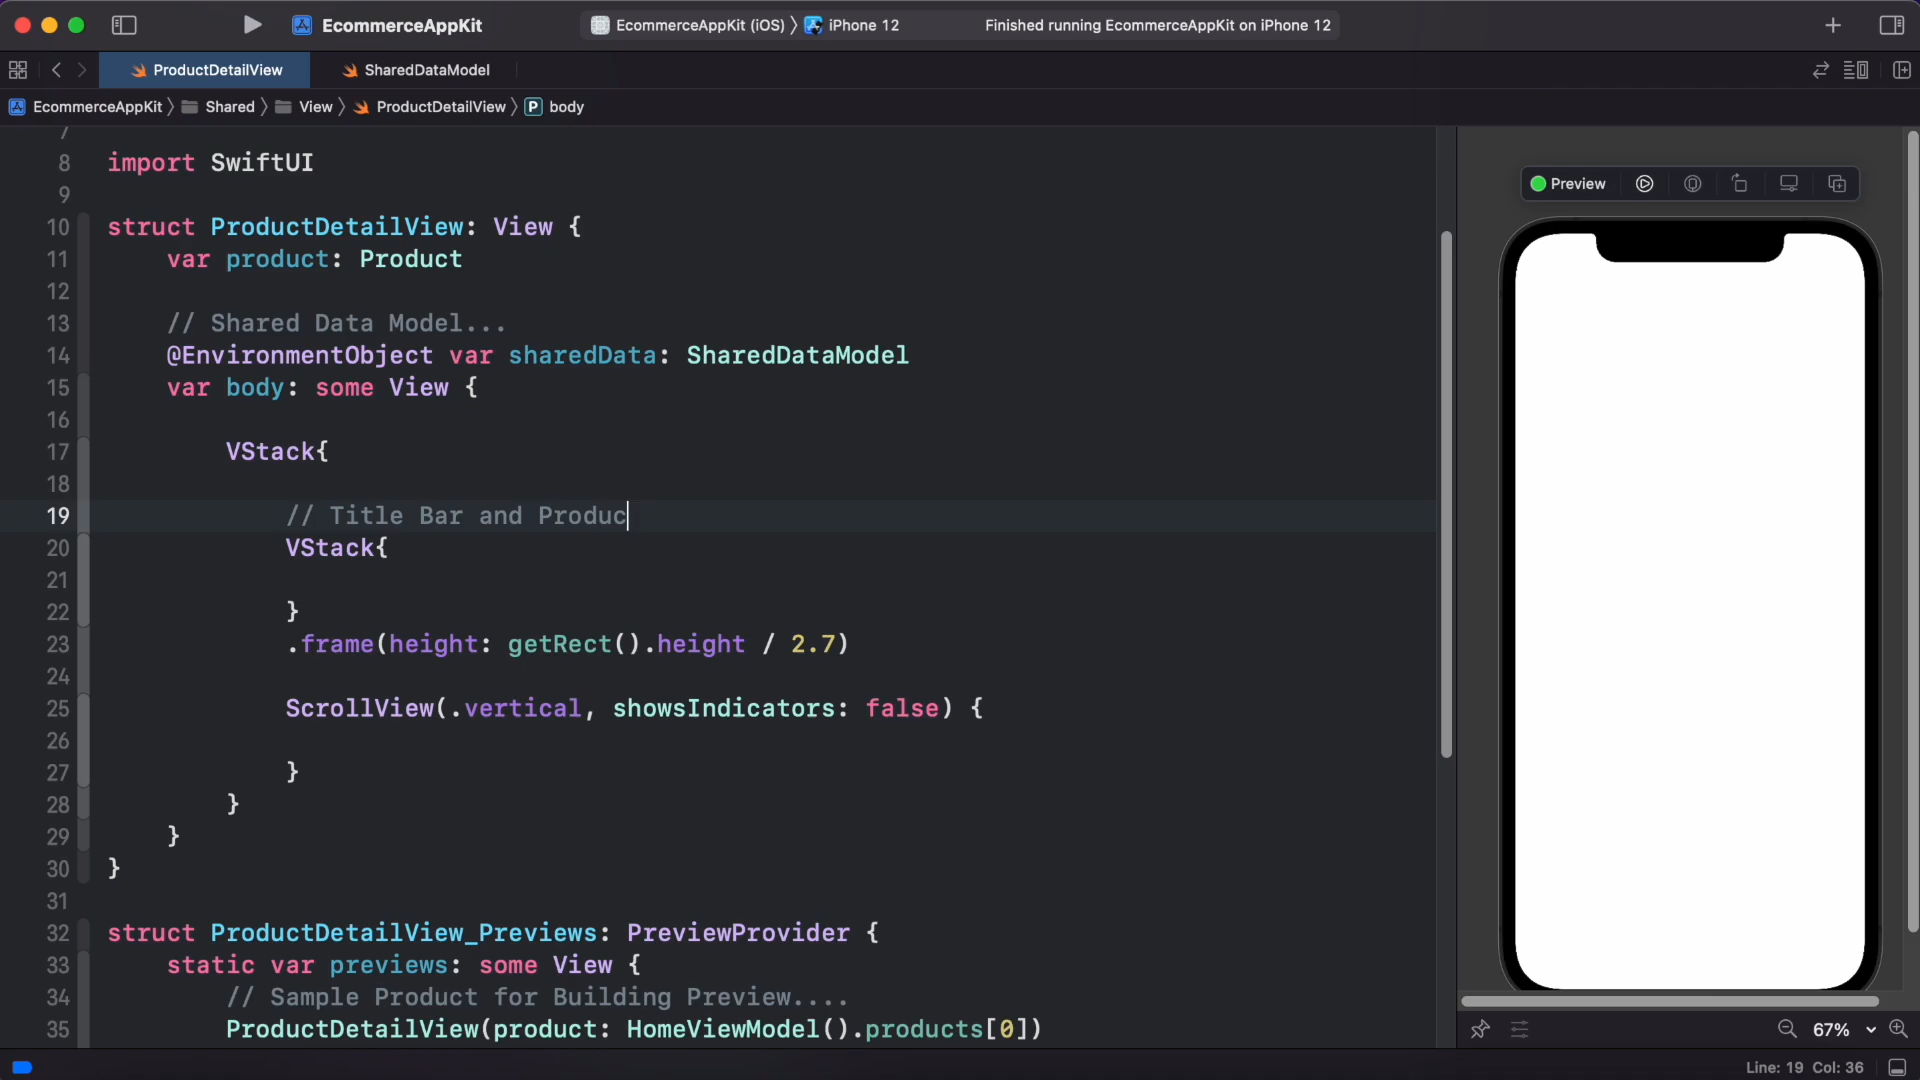 EcommerceAppKit
EcommerceAppKit (iOS) 〉 iPhone 12
Finished running EcommerceAppKit on iPhone 12
ProductDetailView
SharedDataModel
EcommerceAppKit 〉 Shared 〉 View 〉 ProductDetailView 〉 P body
7
8 import SwiftUI
9
10 struct ProductDetailView: View {
11 var product: Product
12
13 // Shared Data Model...
14 @EnvironmentObject var sharedData: SharedDataModel
15 var body: some View {
16
17 VStack{
18
19 // Title Bar and Produc
20 VStack{
21
22 }
23 .frame(height: getRect().height / 2.7)
24
25 ScrollView(.vertical, showsIndicators: false) {
26
27 }
28 }
29 }
30 }
31
32 struct ProductDetailView_Previews: PreviewProvider {
33 static var previews: some View {
34 // Sample Product for Building Preview....
35 ProductDetailView(product: HomeViewModel().products[0])
Preview
67%
Line: 19 Col: 36